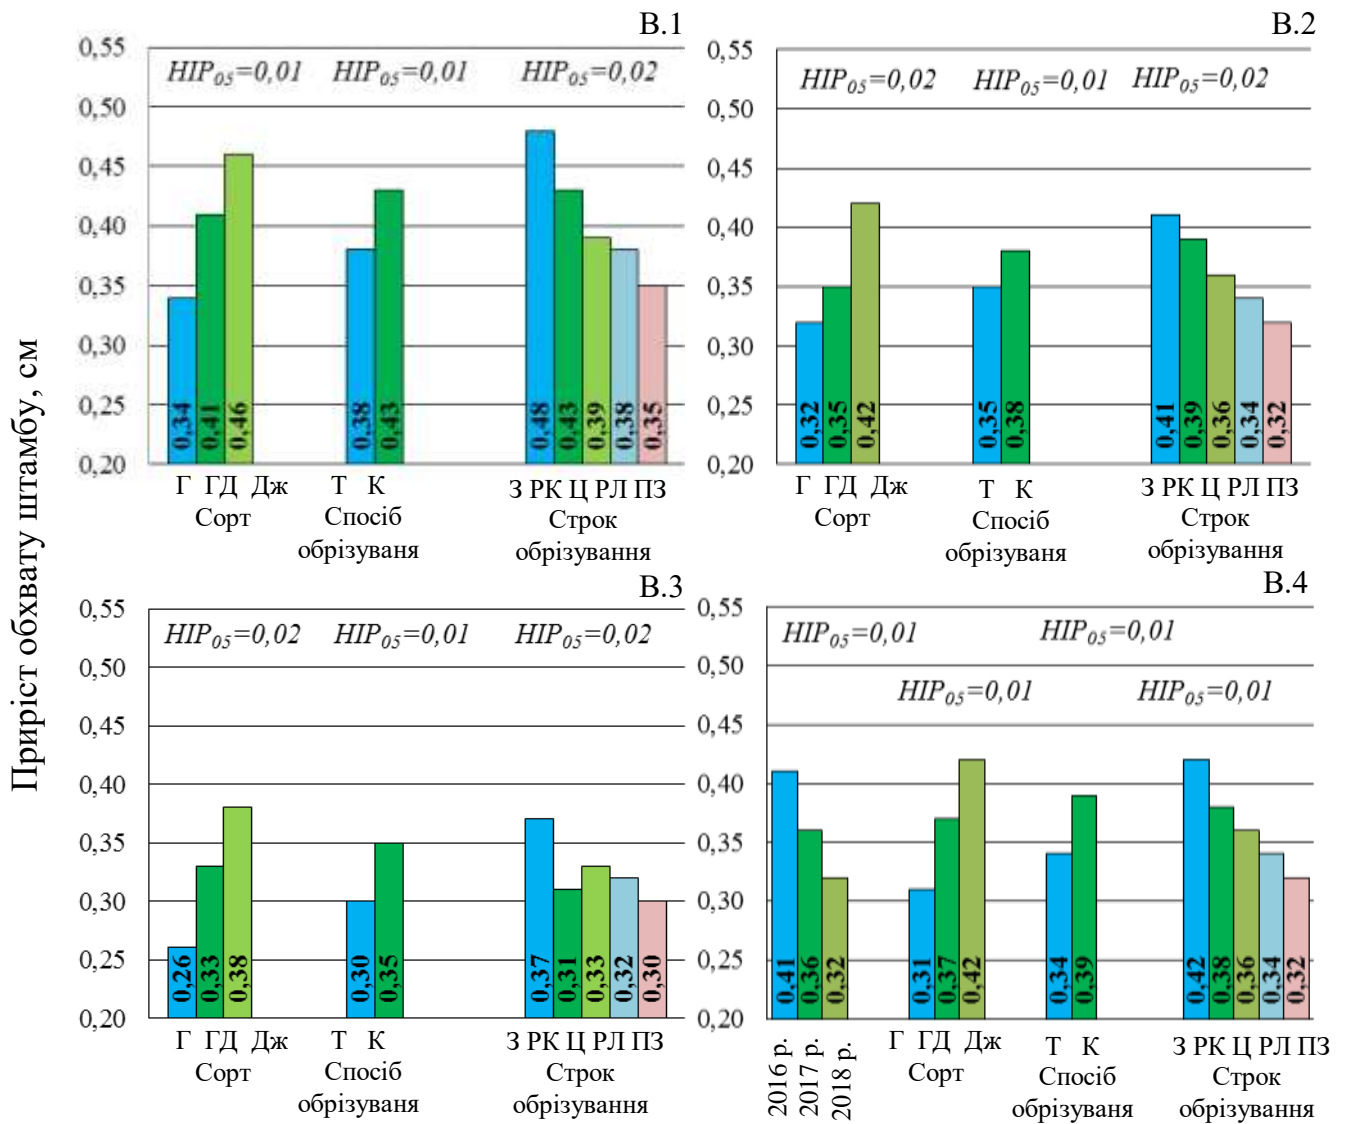 Приріст обхвату штамбу, см
В.1
0,55
0,50
0,45
0,40
0,35
0,30
0,25
0,20
НІР05=0,01 НІР05=0,01 НІР05=0,02
0,34 0,41 0,46 0,38 0,43 0,48 0,43 0,39 0,38 0,35
Г ГД Дж Т К З РК Ц РЛ ПЗ
Сорт Спосіб Строк
обрізуваня обрізування
В.2
0,55
0,50
0,45
0,40
0,35
0,30
0,25
0,20
НІР05=0,02 НІР05=0,01 НІР05=0,02
0,32 0,35 0,42 0,35 0,38 0,41 0,39 0,36 0,34 0,32
Г ГД Дж Т К З РК Ц РЛ ПЗ
Сорт Спосіб Строк
обрізуваня обрізування
В.3
0,55
0,50
0,45
0,40
0,35
0,30
0,25
0,20
НІР05=0,02 НІР05=0,01 НІР05=0,02
0,26 0,33 0,38 0,30 0,35 0,37 0,31 0,33 0,32 0,30
Г ГД Дж Т К З РК Ц РЛ ПЗ
Сорт Спосіб Строк
обрізуваня обрізування
В.4
0,55
0,50
0,45
0,40
0,35
0,30
0,25
0,20
НІР05=0,01 НІР05=0,01
НІР05=0,01 НІР05=0,01
0,41 0,36 0,32 0,31 0,37 0,42 0,34 0,39 0,42 0,38 0,36 0,34 0,32
2016 р. 2017 р. 2018 р. Г ГД Дж Т К З РК Ц РЛ ПЗ
Сорт Спосіб Строк
обрізуваня обрізування